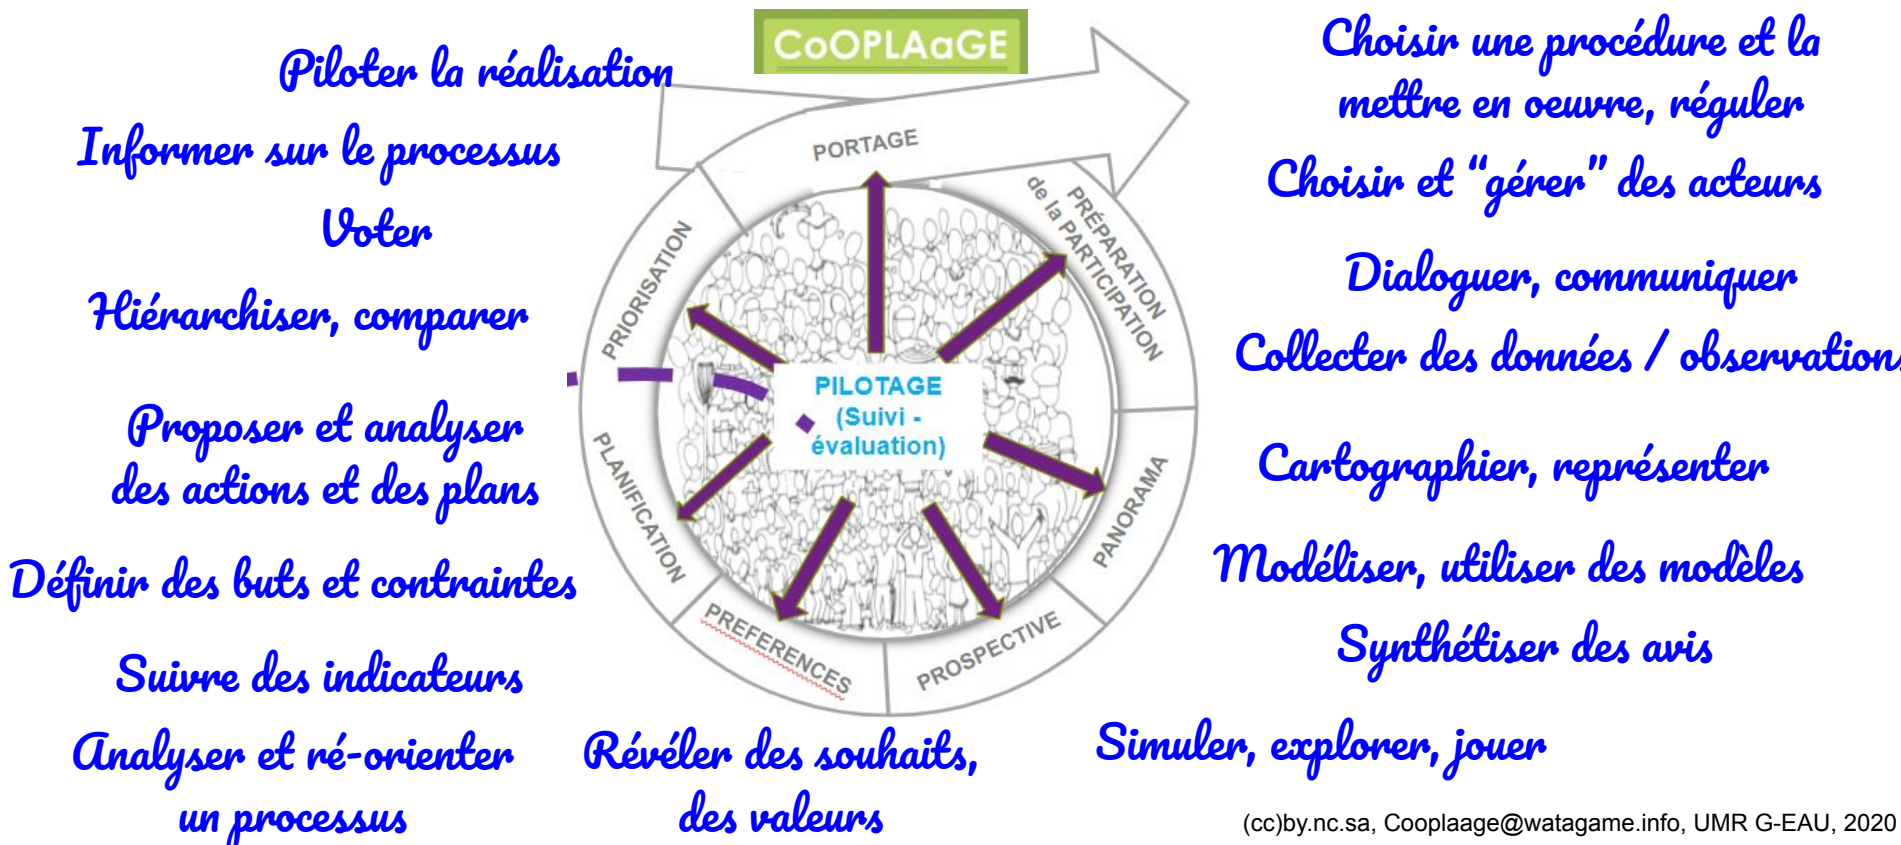 CoOPLAaGE
Piloter la réalisation
Informer sur le processus
Voter
Hiérarchiser, comparer
Proposer et analyser
des actions et des plans
Définir des buts et contraintes
Suivre des indicateurs
Analyser et ré-orienter
un processus
PORTAGE
PRÉPARATION
de la PARTICIPATION
PANORAMA
PROSPECTIVE
PREFERENCES
PLANIFICATION
PRIORISATION
PILOTAGE
(Suivi -
évaluation)
Révéler des souhaits,
des valeurs
Choisir une procédure et la
mettre en oeuvre, réguler
Choisir et “gérer” des acteurs
Dialoguer, communiquer
Collecter des données / observations
Cartographier, représenter
Modéliser, utiliser des modèles
Synthétiser des avis
Simuler, explorer, jouer
(cc)by.nc.sa, Cooplaage@watagame.info, UMR G-EAU, 2020